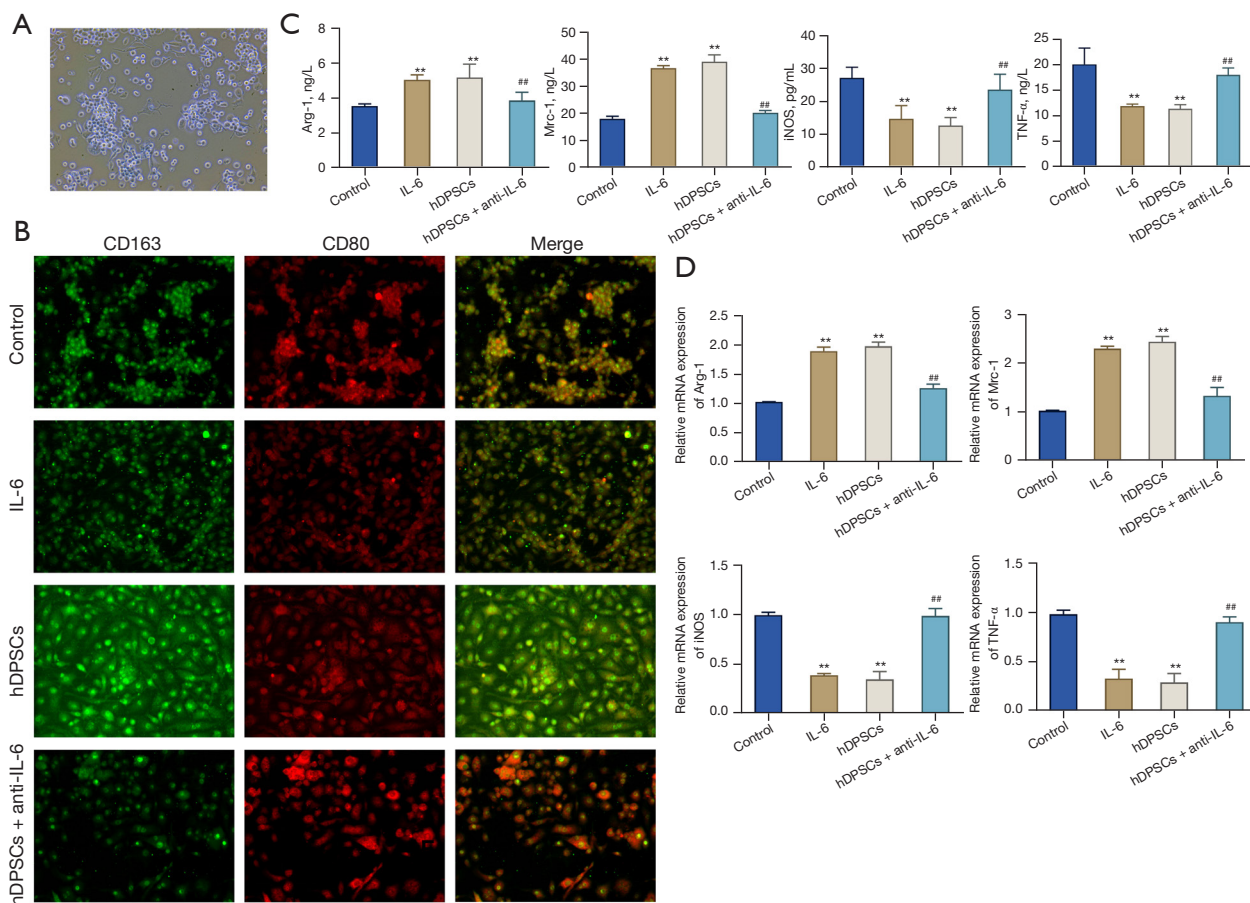 A
C
Arg-1, ng/L
8
6
4
2
0
**
**
##
Control
IL-6
hDPSCs
hDPSCs + anti-IL-6
Mrc-1, ng/L
50
40
30
20
10
0
**
**
##
Control
IL-6
hDPSCs
hDPSCs + anti-IL-6
iNOS, pg/mL
40
30
20
10
0
**
**
##
Control
IL-6
hDPSCs
hDPSCs + anti-IL-6
TNF-α, ng/L
25
20
15
10
5
0
**
**
##
Control
IL-6
hDPSCs
hDPSCs + anti-IL-6
B
CD163
CD80
Merge
Control
IL-6
hDPSCs
hDPSCs + anti-IL-6
D
Relative mRNA expression
of Arg-1
2.5
2.0
1.5
1.0
0.5
0.0
**
**
##
Control
IL-6
hDPSCs
hDPSCs + anti-IL-6
Relative mRNA expression
of Mrc-1
3
2
1
0
**
**
##
Control
IL-6
hDPSCs
hDPSCs + anti-IL-6
Relative mRNA expression
of iNOS
1.5
1.0
0.5
0.0
**
**
##
Control
IL-6
hDPSCs
hDPSCs + anti-IL-6
Relative mRNA expression
of TNF-α
1.5
1.0
0.5
0.0
**
**
##
Control
IL-6
hDPSCs
hDPSCs + anti-IL-6